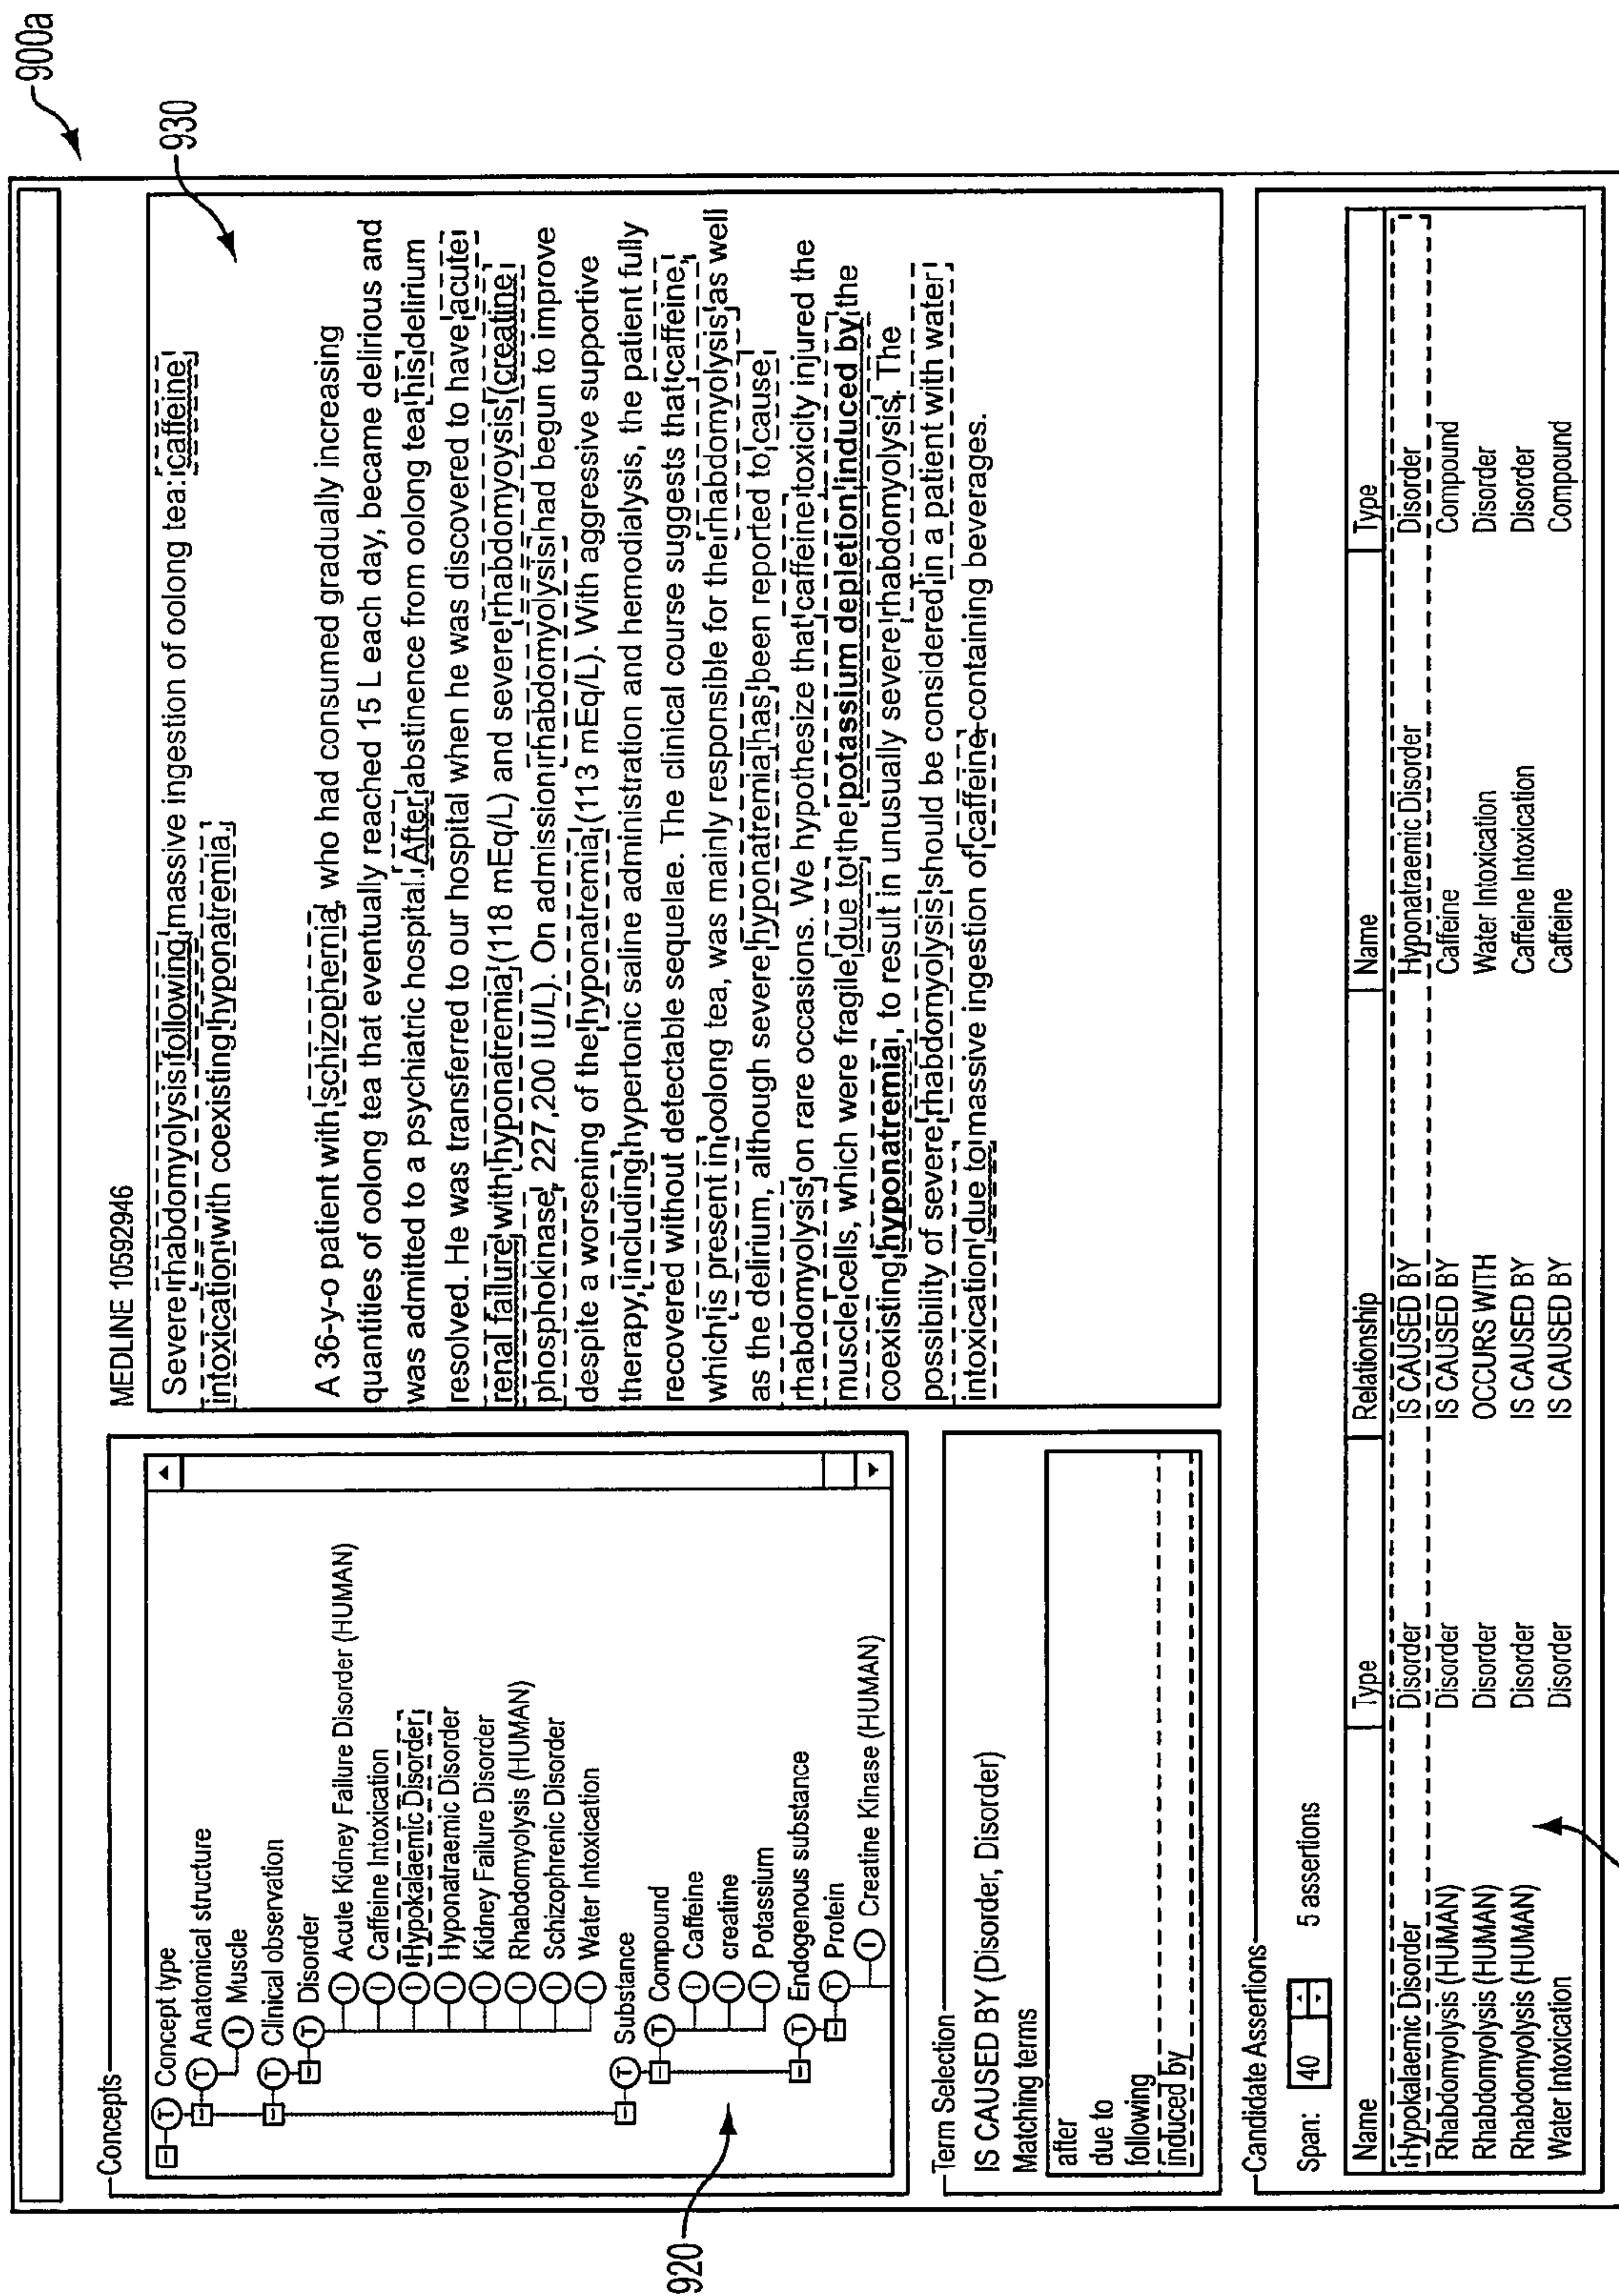 900a
Concepts
Concept type
Anatomical structure
Muscle
Clinical observation
Disorder
Acute Kidney Failure Disorder (HUMAN)
Caffeine Intoxication
Hypokalaemic Disorder
Hyponatraemic Disorder
Kidney Failure Disorder
Rhabdomyolysis (HUMAN)
Schizophrenic Disorder
Water Intoxication
Substance
Compound
Caffeine
creatine
Potassium
Endogenous substance
Protein
Creatine Kinase (HUMAN)
920
Term Selection
IS CAUSED BY (Disorder, Disorder)
Matching terms
after
due to
following
induced by
MEDLINE 10592946
930
Severe rhabdomyolysis following massive ingestion of oolong tea: caffeine
intoxication with coexisting hyponatremia.
A 36-y-o patient with schizophernia, who had consumed gradually increasing
quantities of oolong tea that eventually reached 15 L each day, became delirious and
was admitted to a psychiatric hospital. After abstinence from oolong tea his delirium
resolved. He was transferred to our hospital when he was discovered to have acute
renal failure with hyponatremia (118 mEq/L) and severe rhabdomoyysis (creatine
phosphokinase, 227,200 IU/L). On admission rhabdomyolysis had begun to improve
despite a worsening of the hyponatremia (113 mEq/L). With aggressive supportive
therapy, including hypertonic saline administration and hemodialysis, the patient fully
recovered without detectable sequelae. The clinical course suggests that caffeine,
which is present in oolong tea, was mainly responsible for the rhabdomyolysis as well
as the delirium, although severe hyponatremia has been reported to cause
rhabdomyolysis on rare occasions. We hypothesize that caffeine toxicity injured the
muscle cells, which were fragile due to the potassium depletion induced by the
coexisting hyponatremia, to result in unusually severe rhabdomyolysis. The
possibility of severe rhabdomyolysis should be considered in a patient with water
intoxication due to massive ingestion of caffeine-containing beverages.
Candidate Assertions
Span: 40 5 assertions
Name Type Relationship Name Type
Hypokalaemic Disorder Disorder IS CAUSED BY Hyponatraemic Disorder Disorder
Rhabdomyolysis (HUMAN) Disorder IS CAUSED BY Caffeine Compound
Rhabdomyolysis (HUMAN) Disorder OCCURS WITH Water Intoxication Disorder
Rhabdomyolysis (HUMAN) Disorder IS CAUSED BY Caffeine Intoxication Disorder
Water Intoxication Disorder IS CAUSED BY Caffeine Compound